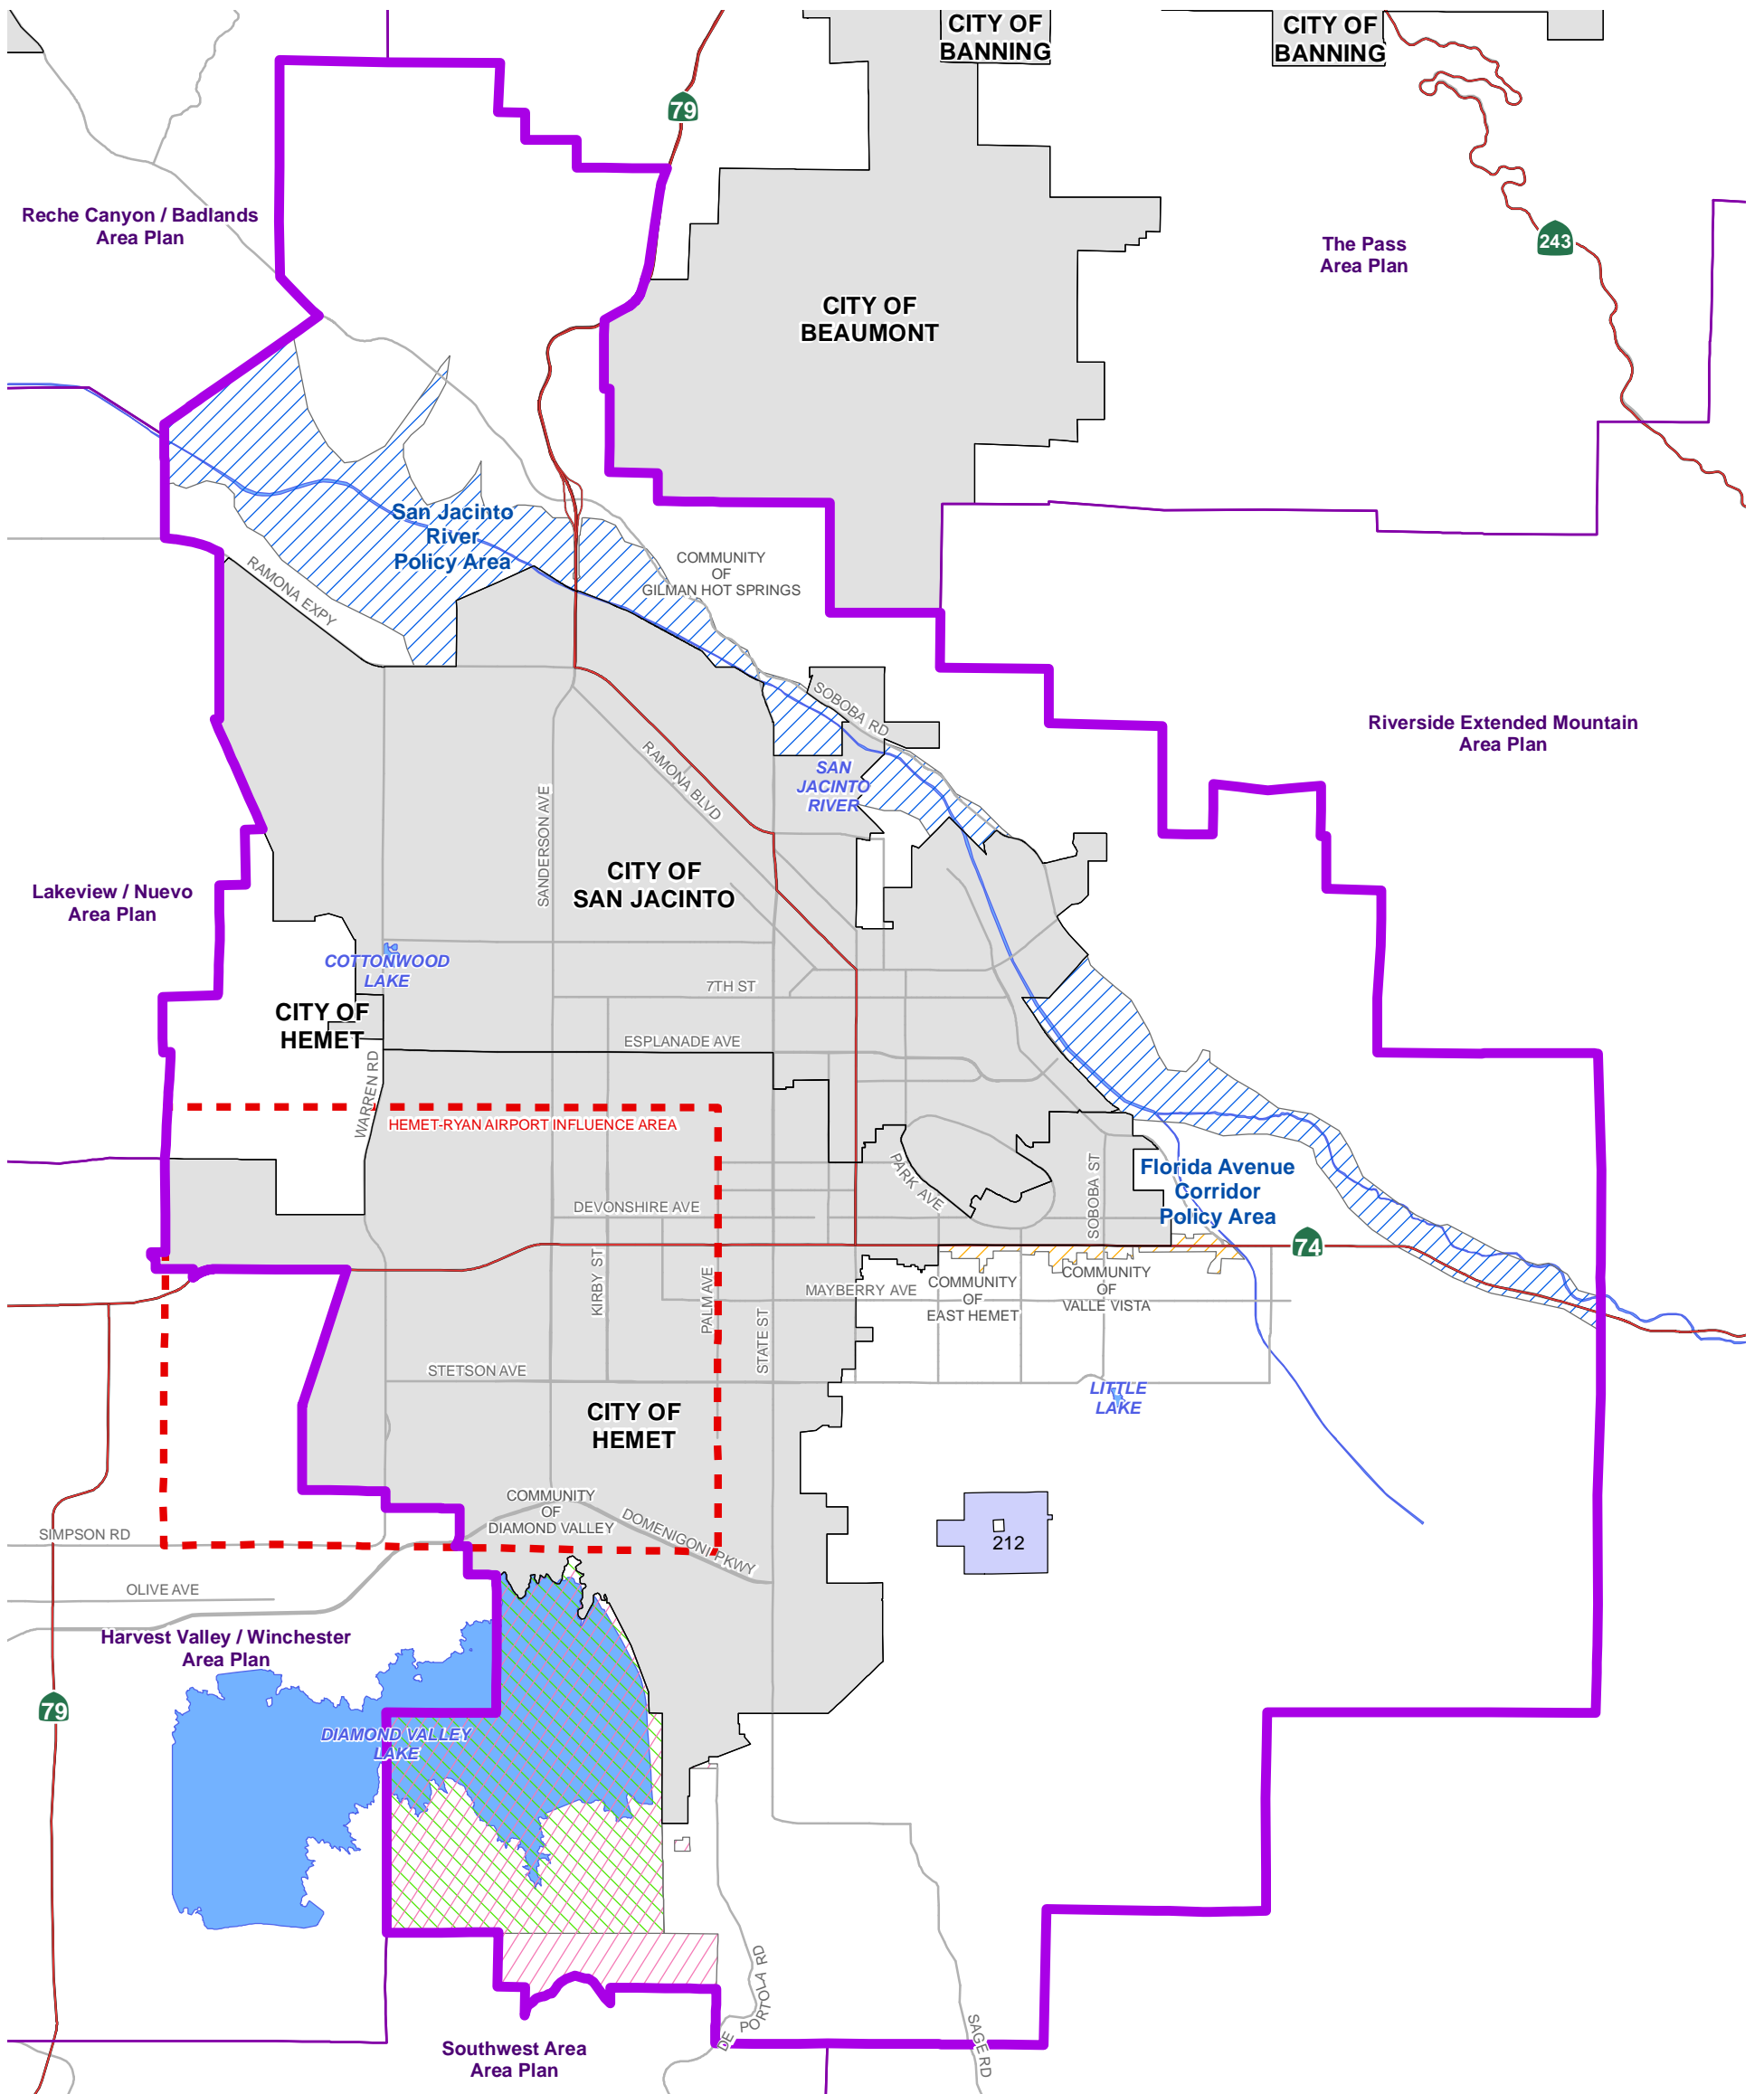 CITY OF
BANNING
CITY OF
BANNING
79
Reche Canyon / Badlands
Area Plan
The Pass
Area Plan
243
CITY OF
BEAUMONT
San Jacinto
River
Policy Area
COMMUNITY
OF
GILMAN HOT SPRINGS
RAMONA EXPY
SOBOBA RD
Riverside Extended Mountain
Area Plan
RAMONA BLVD
SAN
JACINTO
RIVER
SANDERSON AVE
CITY OF
SAN JACINTO
Lakeview / Nuevo
Area Plan
COTTONWOOD
LAKE
7TH ST
CITY OF
HEMET
ESPLANADE AVE
WARREN RD
HEMET-RYAN AIRPORT INFLUENCE AREA
PARK AVE
SOBOBA ST
Florida Avenue
Corridor
Policy Area
DEVONSHIRE AVE
74
KIRBY ST
PALM AVE
STATE ST
MAYBERRY AVE
COMMUNITY
OF
EAST HEMET
COMMUNITY
OF
VALLE VISTA
STETSON AVE
LITTLE
LAKE
CITY OF
HEMET
COMMUNITY
OF
DIAMOND VALLEY
DOMENIGONI PKWY
212
SIMPSON RD
OLIVE AVE
Harvest Valley / Winchester
Area Plan
79
DIAMOND VALLEY
LAKE
DE PORTOLA RD
SAGE RD
Southwest Area
Area Plan